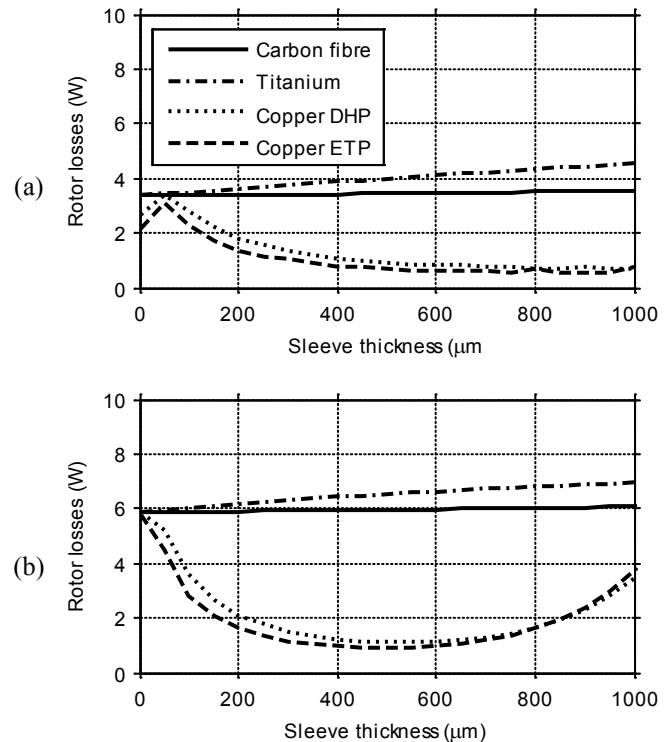 10
8
6
4
2
0
Rotor losses (W)
(a)
Carbon fibre
Titanium
Copper DHP
Copper ETP
0 200 400 600 800 1000
Sleeve thickness (μm
10
8
6
4
2
0
Rotor losses (W)
(b)
0 200 400 600 800 1000
Sleeve thickness (μm)